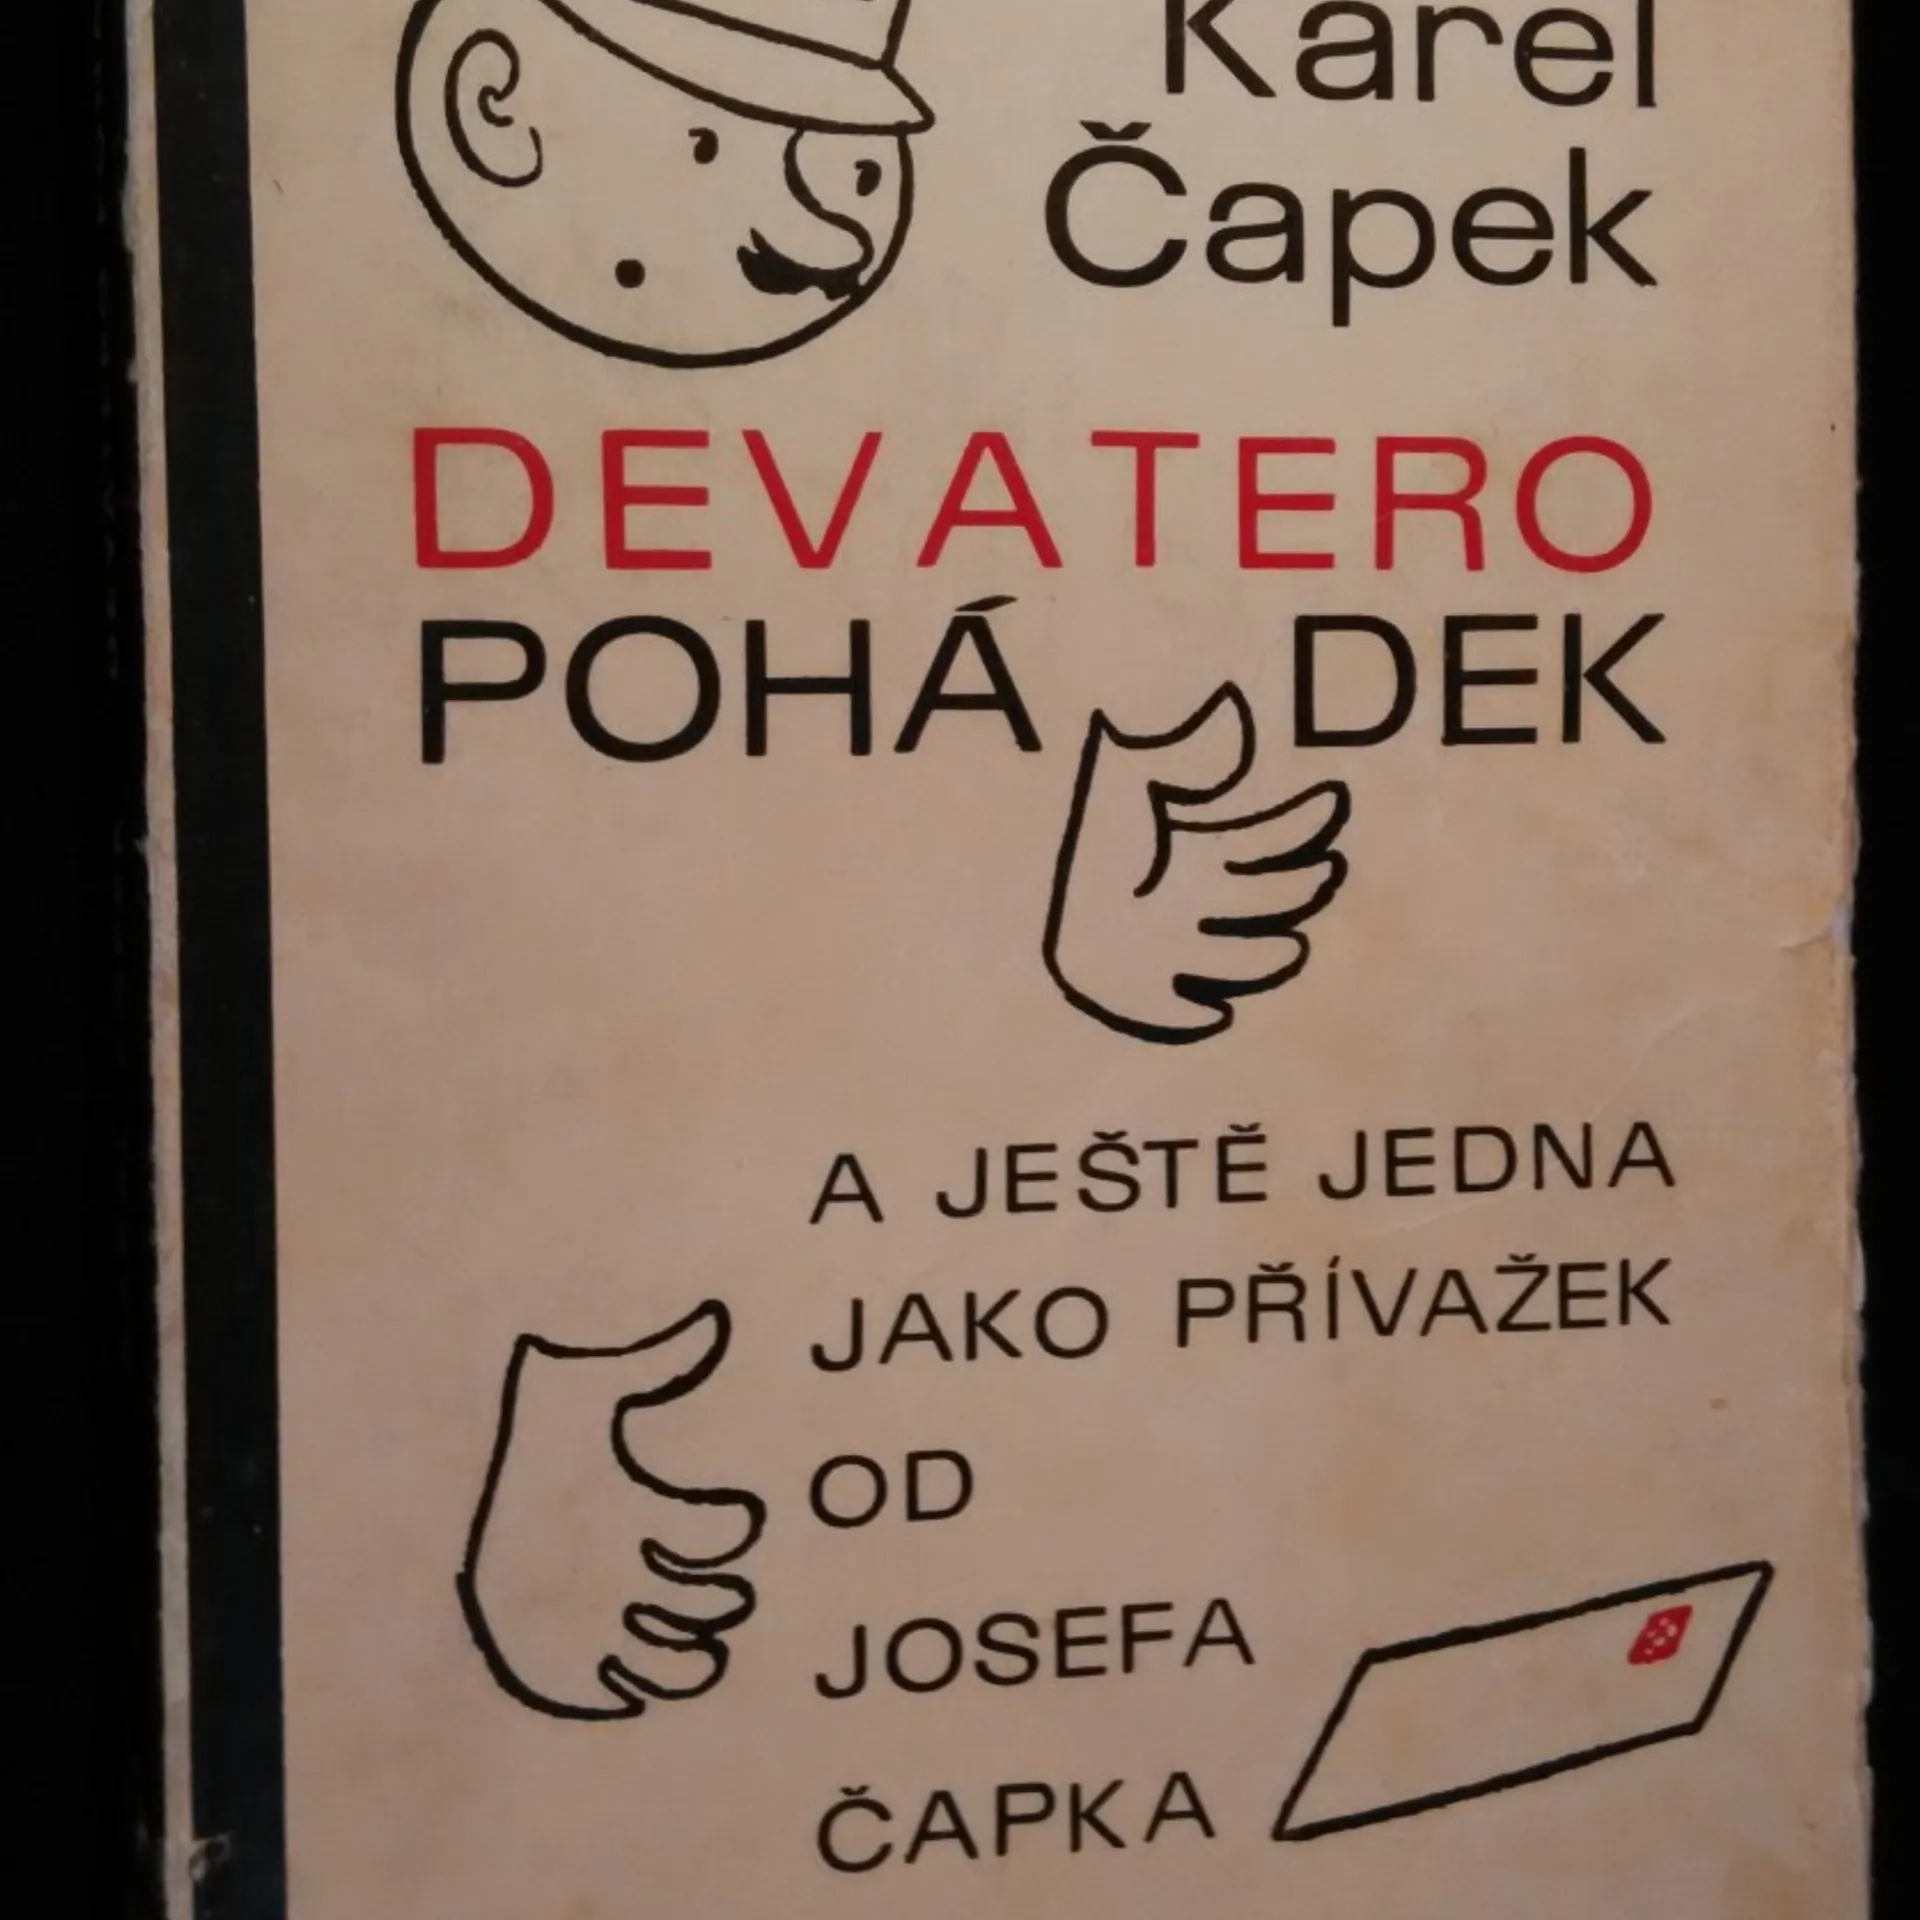 Karel
Čapek
DEVATERO
POHÁDEK
A JEŠTĚ JEDNA
JAKO PŘÍVAŽEK
OD
JOSEFA
ČAPKA